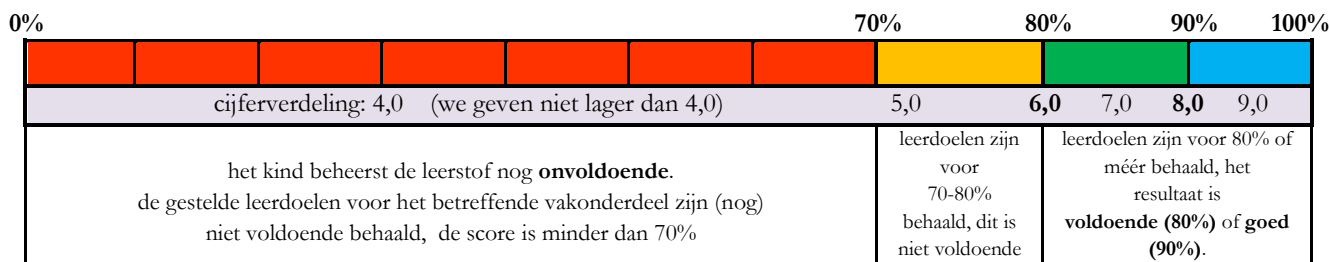 0% 70% 80% 90% 100%
cijferverdeling: 4,0 (we geven niet lager dan 4,0) 5,0 6,0 7,0 8,0 9,0
het kind beheerst de leerstof nog onvoldoende.
de gestelde leerdoelen voor het betreffende vakonderdeel zijn (nog)
niet voldoende behaald, de score is minder dan 70%
leerdoelen zijn
voor
70-80%
behaald, dit is
niet voldoende
leerdoelen zijn voor 80% of
méér behaald, het
resultaat is
voldoende (80%) of goed
(90%).